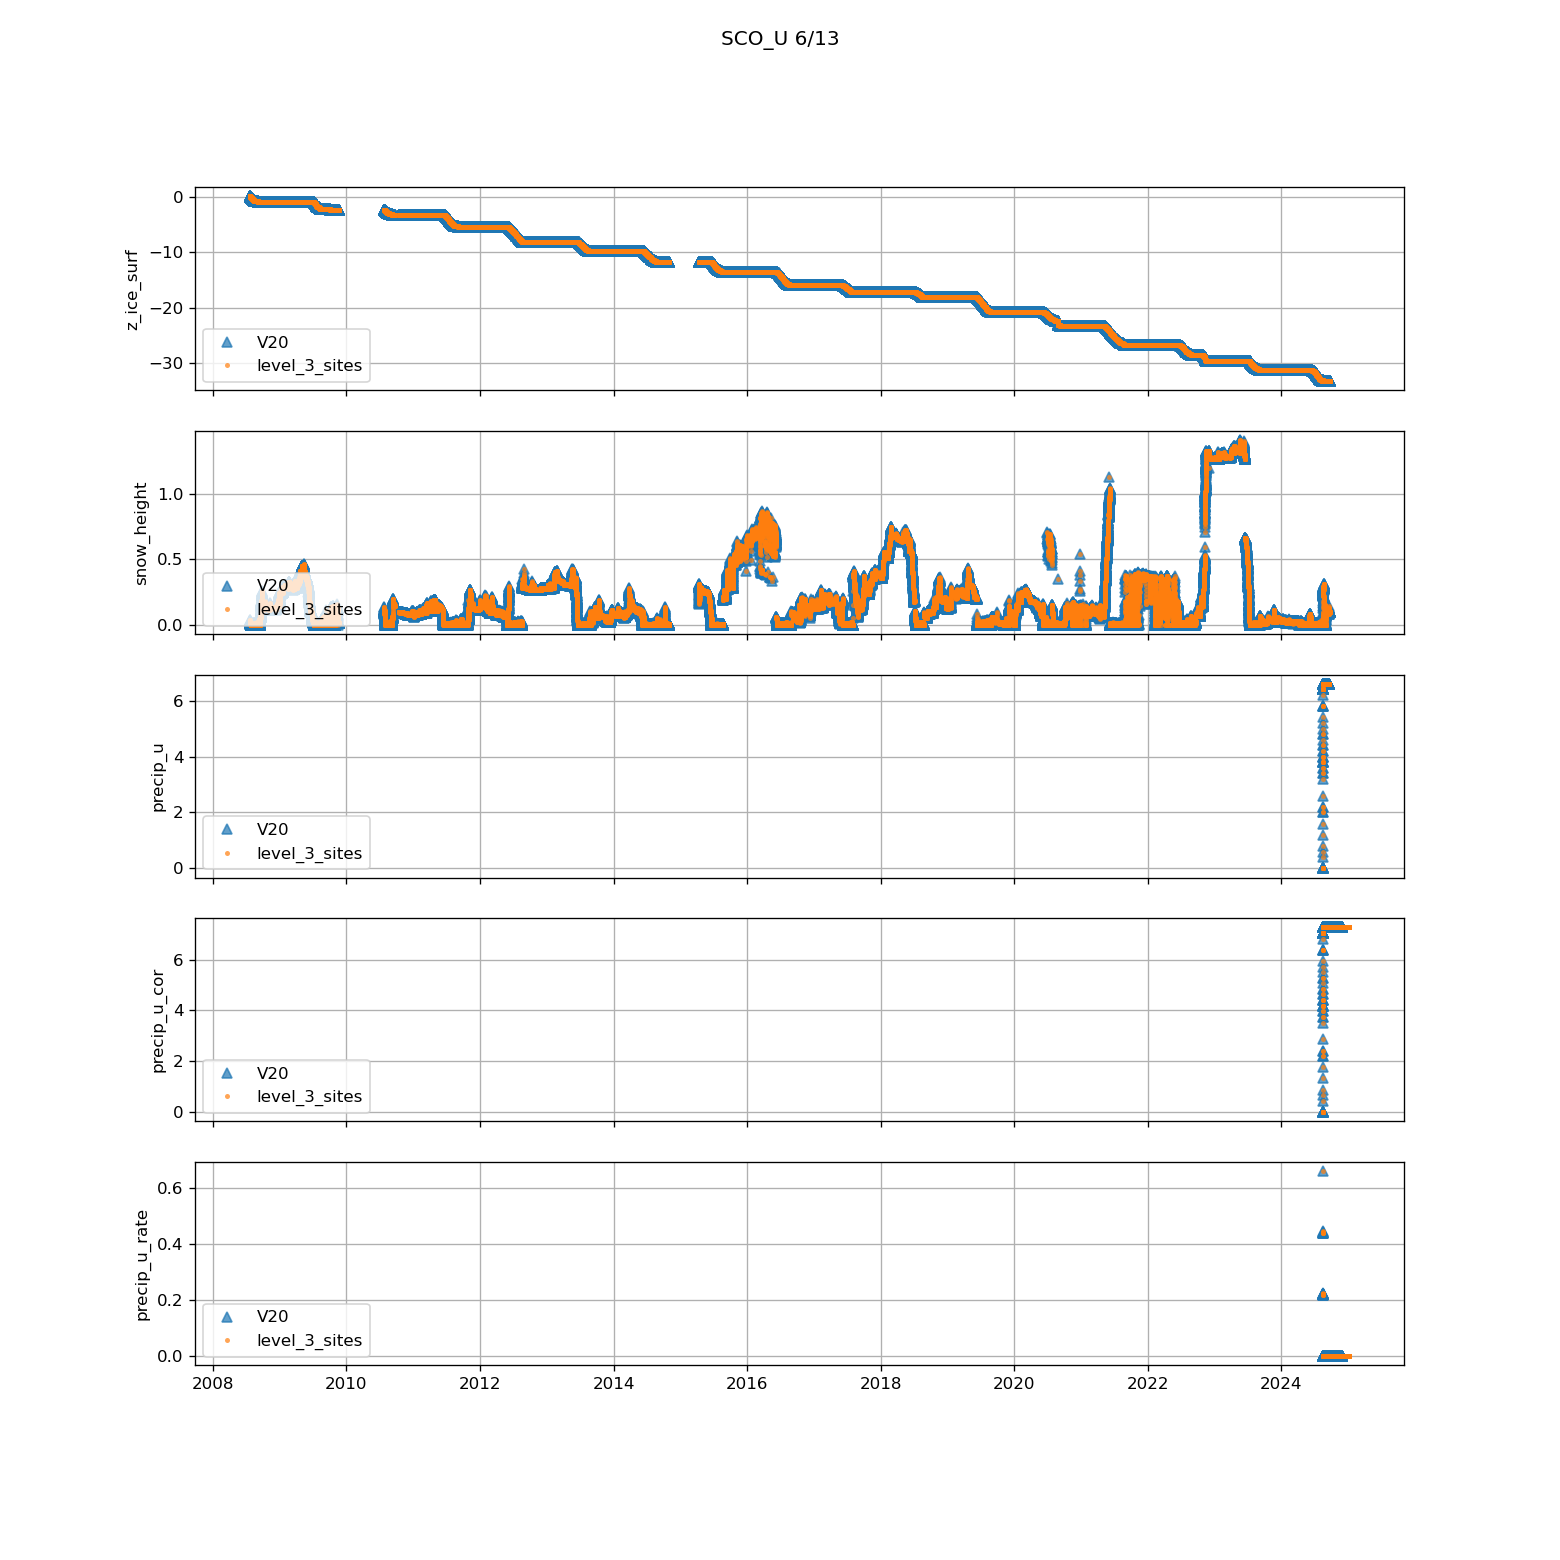 SCO_U 6/13
z_ice_surf
0
−10
−20
−30
V20
level_3_sites
snow_height
1.0
0.5
0.0
V20
level_3_sites
precip_u
6
4
2
0
V20
level_3_sites
precip_u_cor
6
4
2
0
V20
level_3_sites
precip_u_rate
0.6
0.4
0.2
0.0
V20
level_3_sites
2008 2010 2012 2014 2016 2018 2020 2022 2024